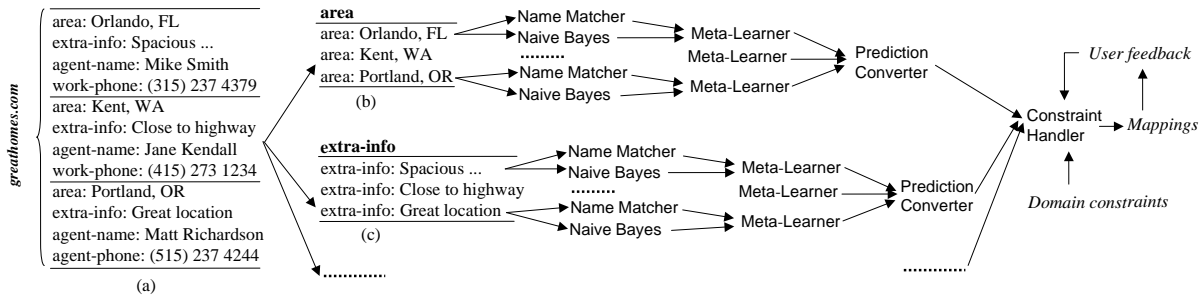 greathomes.com
area: Orlando, FL
extra-info: Spacious ...
agent-name: Mike Smith
work-phone: (315) 237 4379
area: Kent, WA
extra-info: Close to highway
agent-name: Jane Kendall
work-phone: (415) 273 1234
area: Portland, OR
extra-info: Great location
agent-name: Matt Richardson
agent-phone: (515) 237 4244
(a)
area
area: Orlando, FL
area: Kent, WA
area: Portland, OR
(b)
Name Matcher
Naive Bayes
.........
Name Matcher
Naive Bayes
Meta-Learner
Meta-Learner
Meta-Learner
Prediction
Converter
extra-info
extra-info: Spacious ...
extra-info: Close to highway
extra-info: Great location
(c)
Name Matcher
Naive Bayes
.........
Name Matcher
Naive Bayes
Meta-Learner
Meta-Learner
Meta-Learner
Prediction
Converter
............
............
Constraint
Handler
User feedback
Mappings
Domain constraints